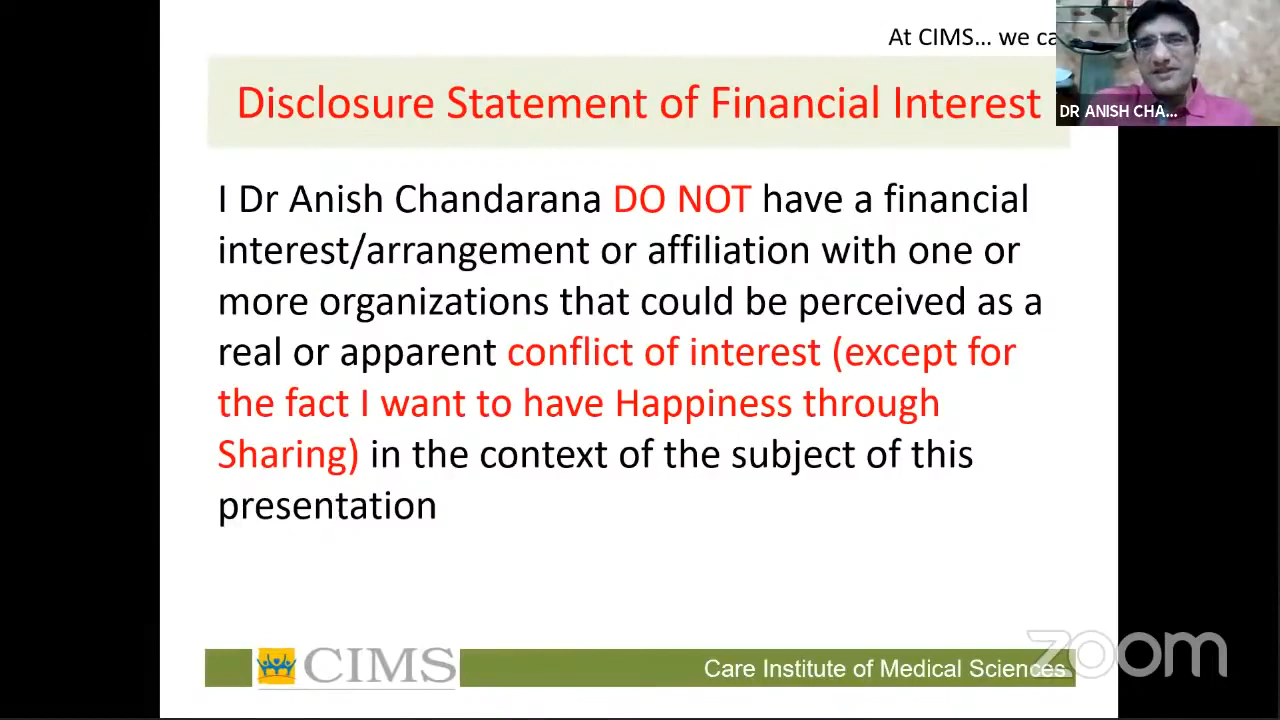 At CIMS... we ca
Disclosure Statement of Financial Interest
DR ANISH CHA...
I Dr Anish Chandarana DO NOT have a financial
interest/arrangement or affiliation with one or
more organizations that could be perceived as a
real or apparent conflict of interest (except for
the fact I want to have Happiness through
Sharing) in the context of the subject of this
presentation
CIMS
Care Institute of Medical Sciences
zoom